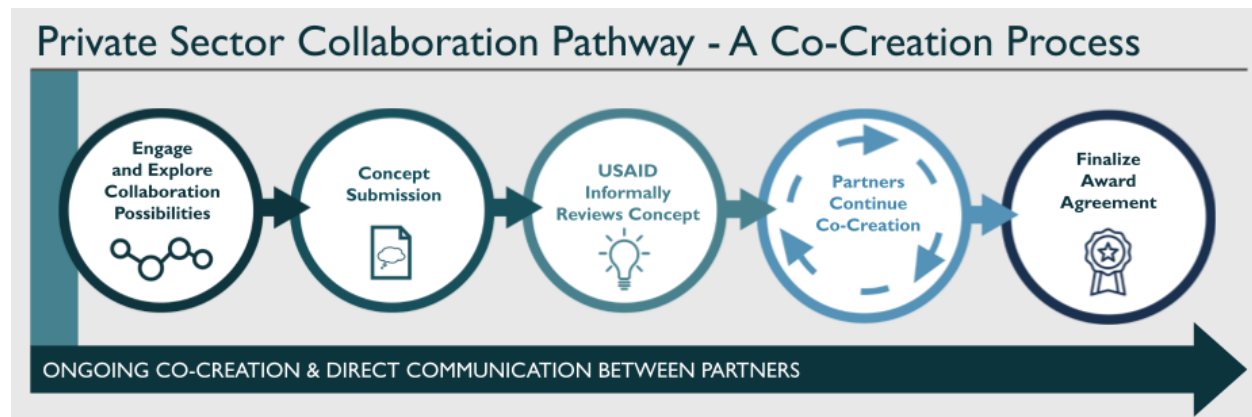 Private Sector Collaboration Pathway - A Co-Creation Process
Engage
and Explore
Collaboration
Possibilities
Concept
Submission
USAID
Informally
Reviews Concept
Partners
Continue
Co-Creation
Finalize
Award
Agreement
ONGOING CO-CREATION & DIRECT COMMUNICATION BETWEEN PARTNERS